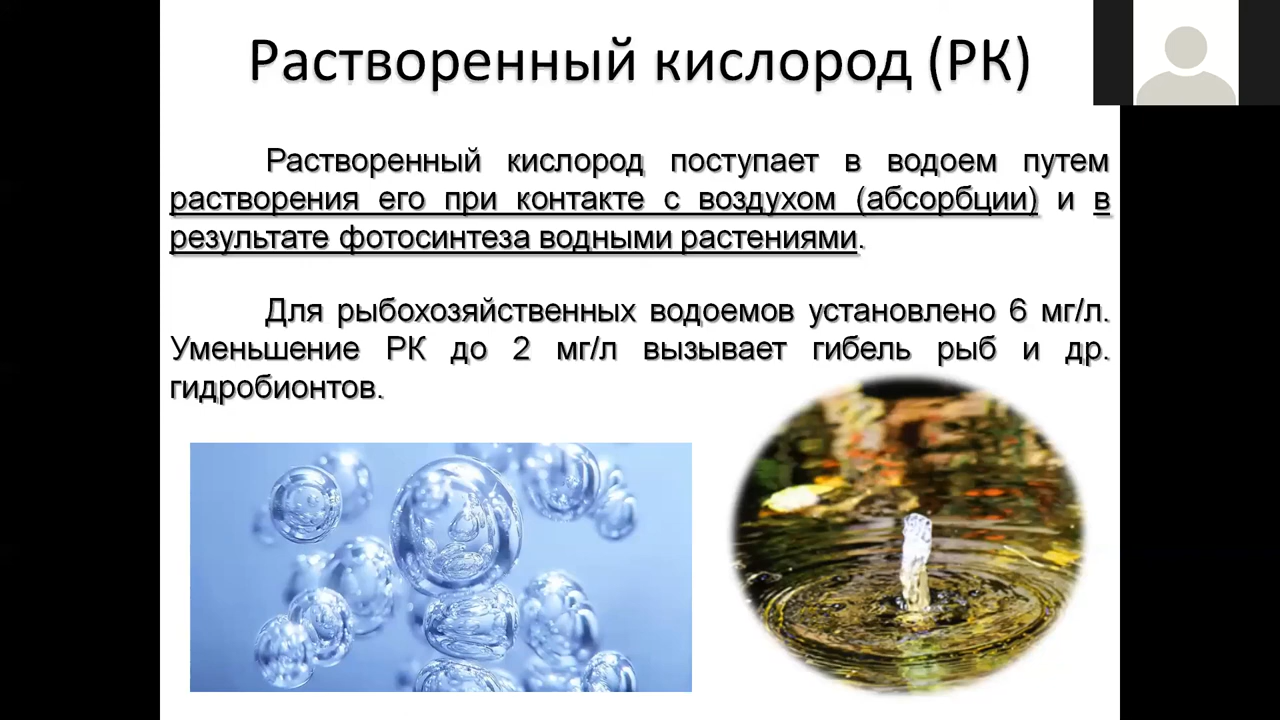 Растворенный кислород (РК)
Растворенный кислород поступает в водоем путем
растворения его при контакте с воздухом (абсорбции) и в
результате фотосинтеза водными растениями.
Для рыбохозяйственных водоемов установлено 6 мг/л.
Уменьшение РК до 2 мг/л вызывает гибель рыб и др.
гидробионтов.